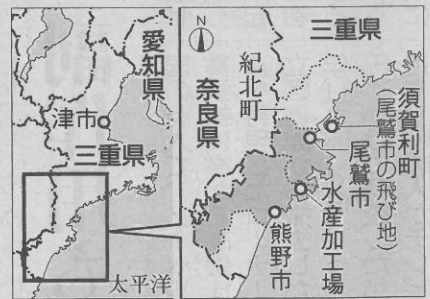 愛知県
津市
三重県
太平洋
N
三重県
紀北町
奈良県
須賀利町
(尾鷲市の飛び地)
尾鷲市
水産加工場
熊野市